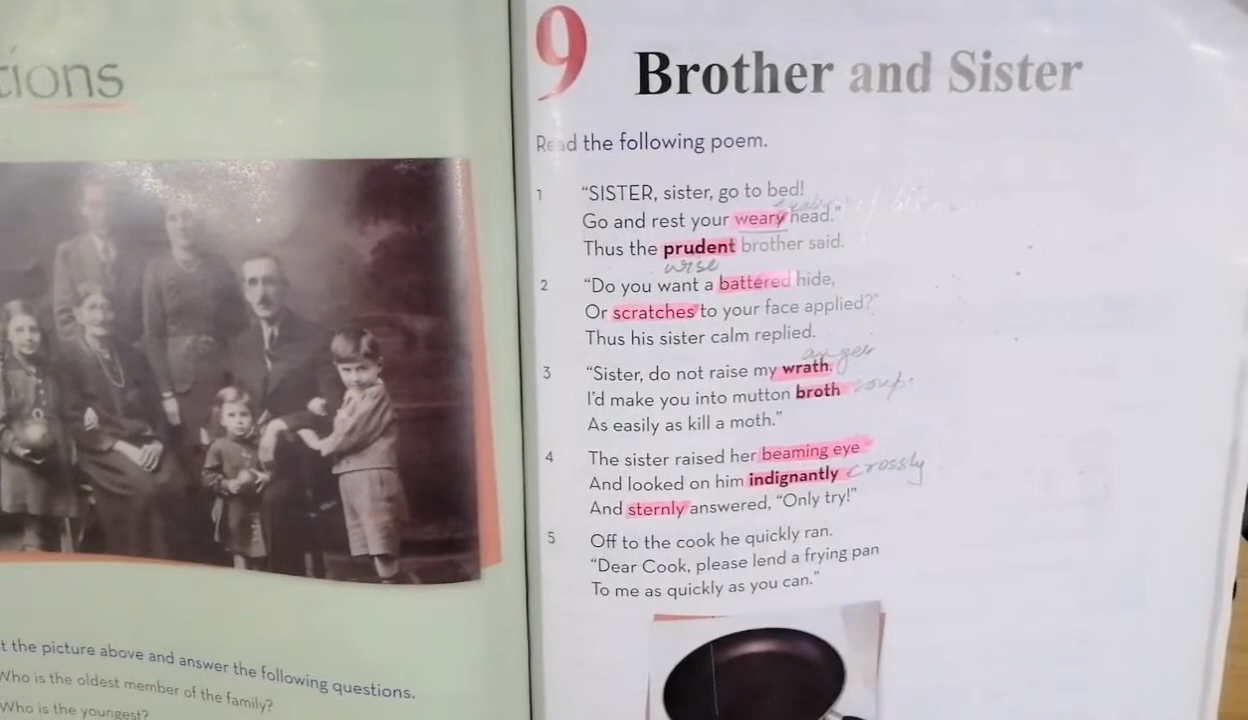 tions
t the picture above and answer the following questions.
Who is the oldest member of the family?
Who is the youngest?
9
Brother and Sister
Read the following poem.
1 "SISTER, sister, go to bed!
Go and rest your weary head."
Thus the prudent brother said.
wise
2 "Do you want a battered hide,
Or scratches to your face applied?"
Thus his sister calm replied.
anger
3 "Sister, do not raise my wrath.
I'd make you into mutton broth soup.
As easily as kill a moth."
4 The sister raised her beaming eye
And looked on him indignantly crossly
And sternly answered, "Only try!"
5 Off to the cook he quickly ran.
"Dear Cook, please lend a frying pan
To me as quickly as you can."